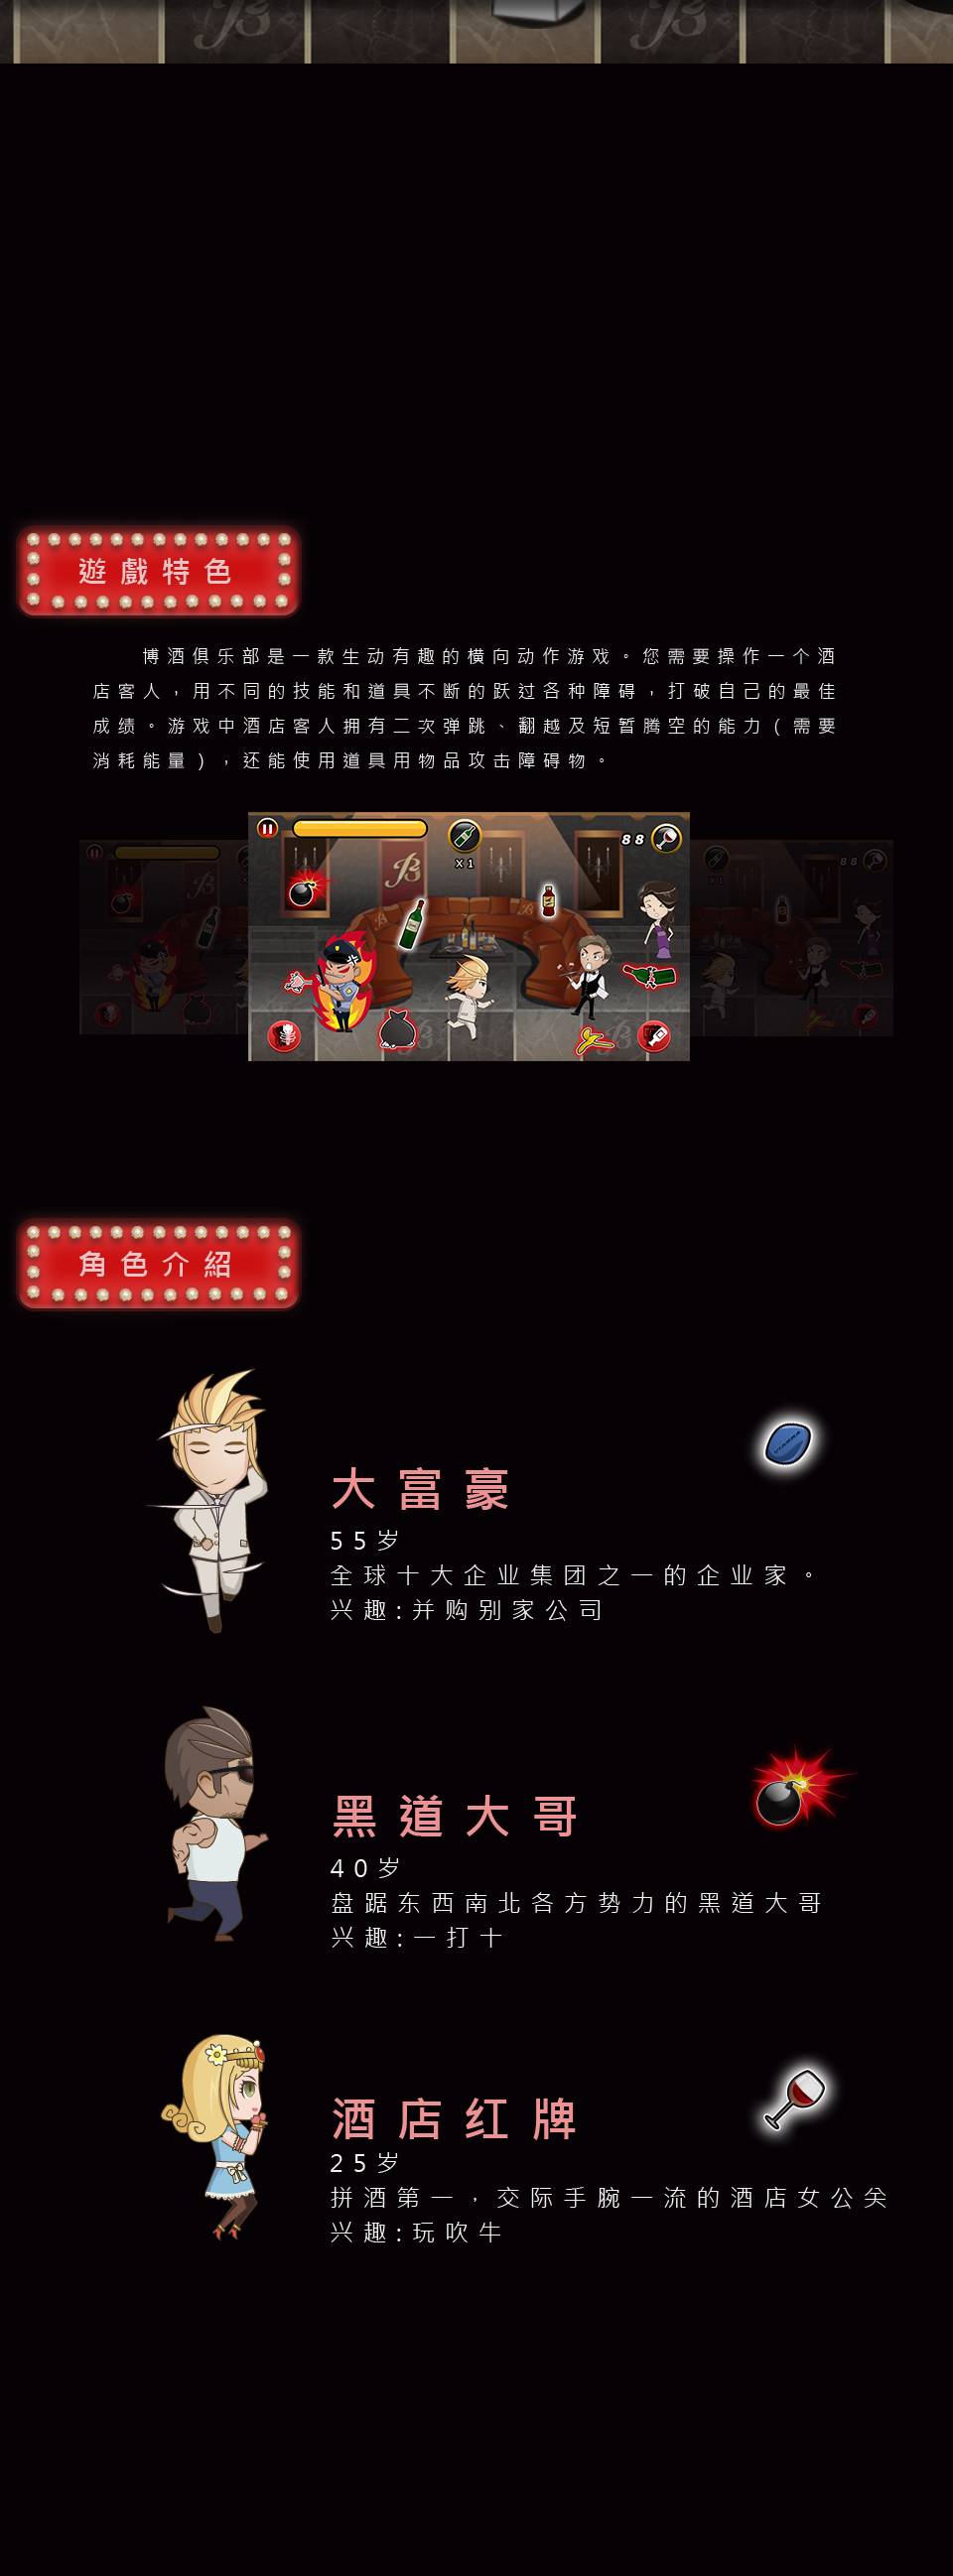 遊戲特色
博酒俱乐部是一款生动有趣的横向动作游戏。您需要操作一个酒
店客人，用不同的技能和道具不断的跃过各种障碍，打破自己的最佳
成绩。游戏中酒店客人拥有二次弹跳、翻越及短暂腾空的能力(需要
消耗能量)，还能使用道具用物品攻击障碍物。
X1
88
角色介紹
大富豪
55岁
全球十大企业集团之一的企业家。
兴趣:并购别家公司
黑道大哥
40岁
盘踞东西南北各方势力的黑道大哥
兴趣:一打十
酒店红牌
25岁
拼酒第一，交际手腕一流的酒店女公关
兴趣:玩吹牛